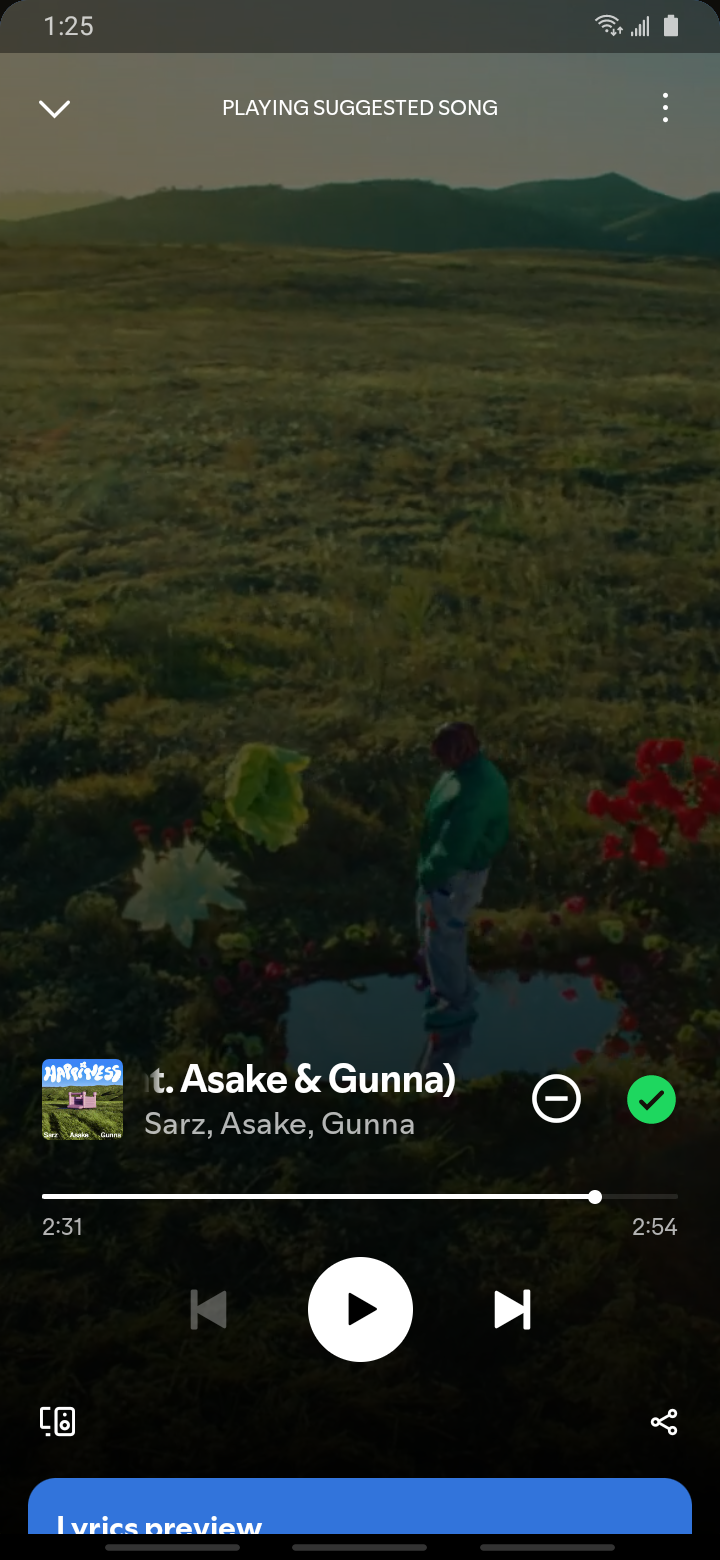 1:25
PLAYING SUGGESTED SONG
HAPPINESS
Sarz Asake Gunna
t. Asake & Gunna)
Sarz, Asake, Gunna
2:31
2:54
Lyrics preview